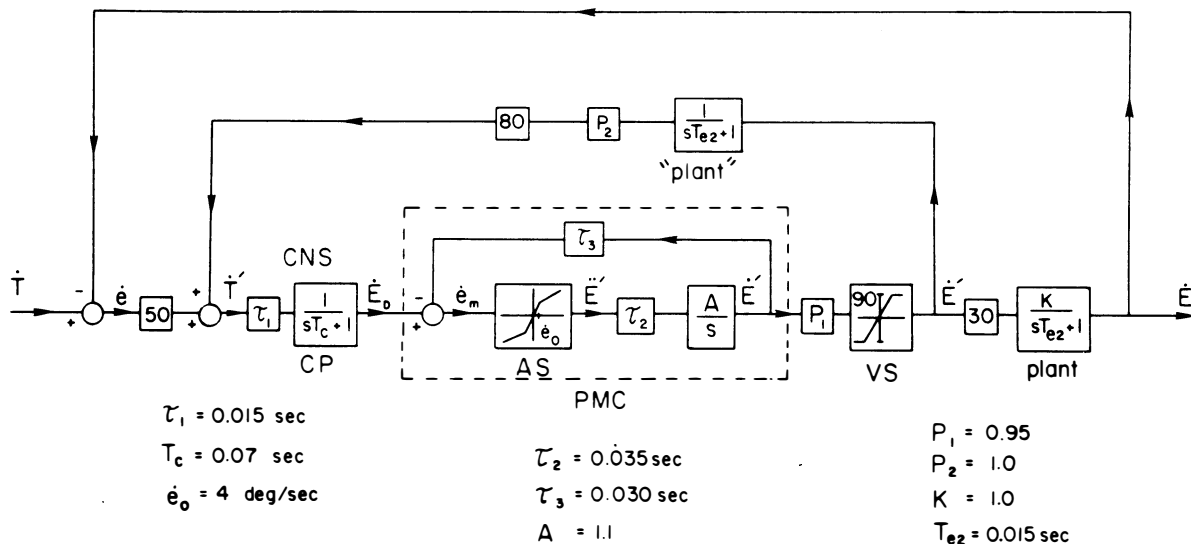 80
P₂
1
sTₑ₂+1
"plant"
τ₃
CNS
PMC
Ṫ
-
+
ė
50
+
+
Ṫ′
τ₁
1
sT_c+1
CP
Ė₀
-
+
ė_m
ė₀
AS
Ë′
τ₂
A
s
Ė′
P₁
90
VS
Ė′
30
K
sTₑ₂+1
plant
Ė
τ₁ = 0.015 sec
T_c = 0.07 sec
ė₀ = 4 deg/sec
τ₂ = 0.035 sec
τ₃ = 0.030 sec
A = 1.1
P₁ = 0.95
P₂ = 1.0
K = 1.0
Tₑ₂ = 0.015 sec